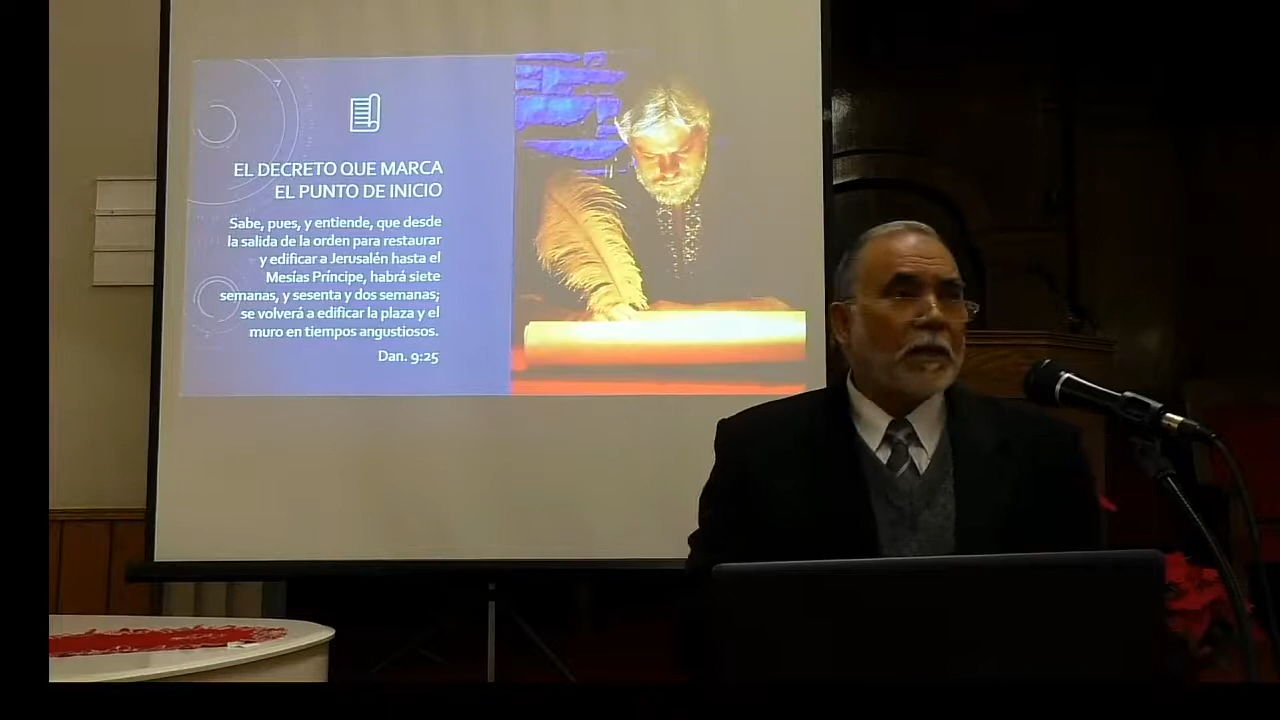 EL DECRETO QUE MARCA
EL PUNTO DE INICIO
Sabe, pues, y entiende, que desde
la salida de la orden para restaurar
y edificar a Jerusalén hasta el
Mesías Príncipe, habrá siete
semanas, y sesenta y dos semanas;
se volverá a edificar la plaza y el
muro en tiempos angustiosos.
Dan. 9:25